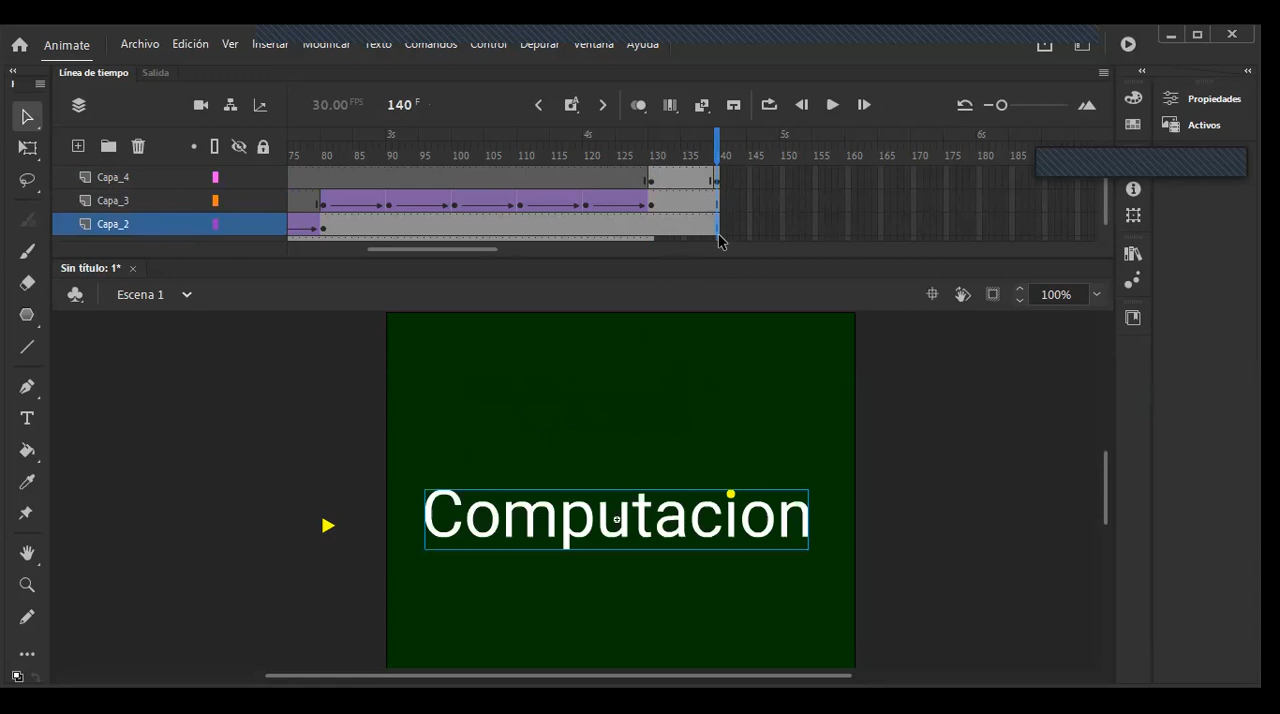 Animate
Archivo
Edición
Ver
Insertar
Modificar
Texto
Comandos
Control
Depurar
Ventana
Ayuda
Línea de tiempo
Salida
30.00 FPS
140 F
Propiedades
Activos
3s
4s
5s
6s
75 80 85 90 95 100 105 110 115 120 125 130 135 40 145 150 155 160 165 170 175 180 185
Capa_4
Capa_3
Capa_2
Sin título: 1*
Escena 1
100%
Computacion